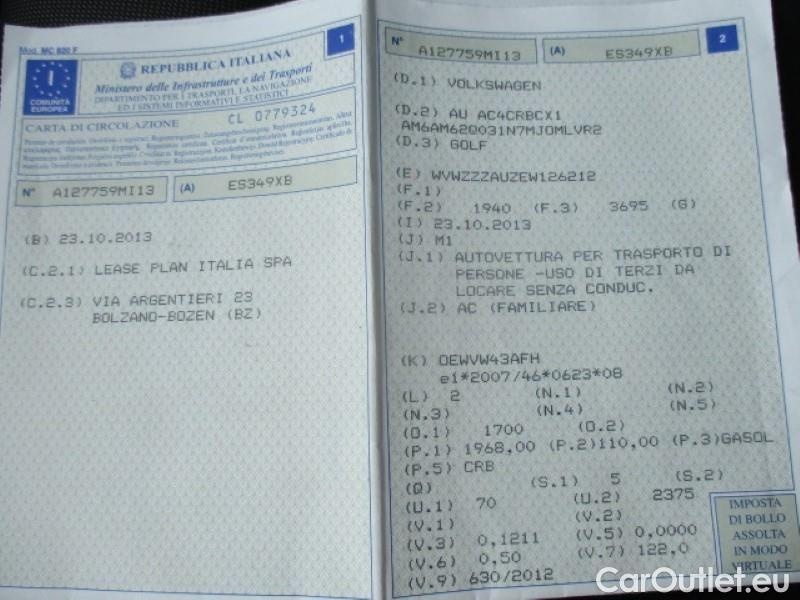 Mod. MC 820 F
1
REPUBBLICA ITALIANA
Ministero delle Infrastrutture e dei Trasporti
DIPARTIMENTO PER I TRASPORTI, LA NAVIGAZIONE
ED I SISTEMI INFORMATIVI E STATISTICI
I
COMUNITÀ
EUROPEA
CARTA DI CIRCOLAZIONE
CL 0779324
N° A127759MI13 (A) ES349XB
(B) 23.10.2013
(C.2.1) LEASE PLAN ITALIA SPA
(C.2.3) VIA ARGENTIERI 23
BOLZANO-BOZEN (BZ)
N° A127759MI13 (A) ES349XB
2
(D.1) VOLKSWAGEN
(D.2) AU AC4CRBCX1
AM6AM62Q031N7MJOMLVR2
(D.3) GOLF
(E) WVWZZZAUZEW126212
(F.1)
(F.2) 1940 (F.3) 3695 (G)
(I) 23.10.2013
(J) M1
(J.1) AUTOVETTURA PER TRASPORTO DI
PERSONE -USO DI TERZI DA
LOCARE SENZA CONDUC.
(J.2) AC (FAMILIARE)
(K) OEWVW43AFH
e1*2007/46*0623*08
(L) 2 (N.1) (N.2)
(N.3) (N.4) (N.5)
(O.1) 1700 (O.2)
(P.1) 1968,00 (P.2)110,00 (P.3)GASOL
(P.5) CRB
(Q) (S.1) 5 (S.2)
(U.1) 70 (U.2) 2375
(V.1) (V.2)
(V.3) 0,1211 (V.5) 0,0000
(V.6) 0,50 (V.7) 122,0
(V.9) 630/2012
IMPOSTA
DI BOLLO
ASSOLTA
IN MODO
VIRTUALE
CarOutlet.eu